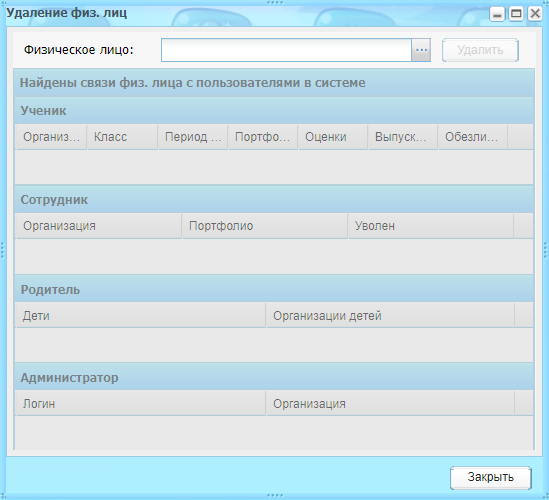 Удаление физ. лиц
Физическое лицо: ... Удалить
Найдены связи физ. лица с пользователями в системе
Ученик
Организ... Класс Период ... Портфо... Оценки Выпуск... Обезли...
Сотрудник
Организация Портфолио Уволен
Родитель
Дети Организации детей
Администратор
Логин Организация
Закрыть